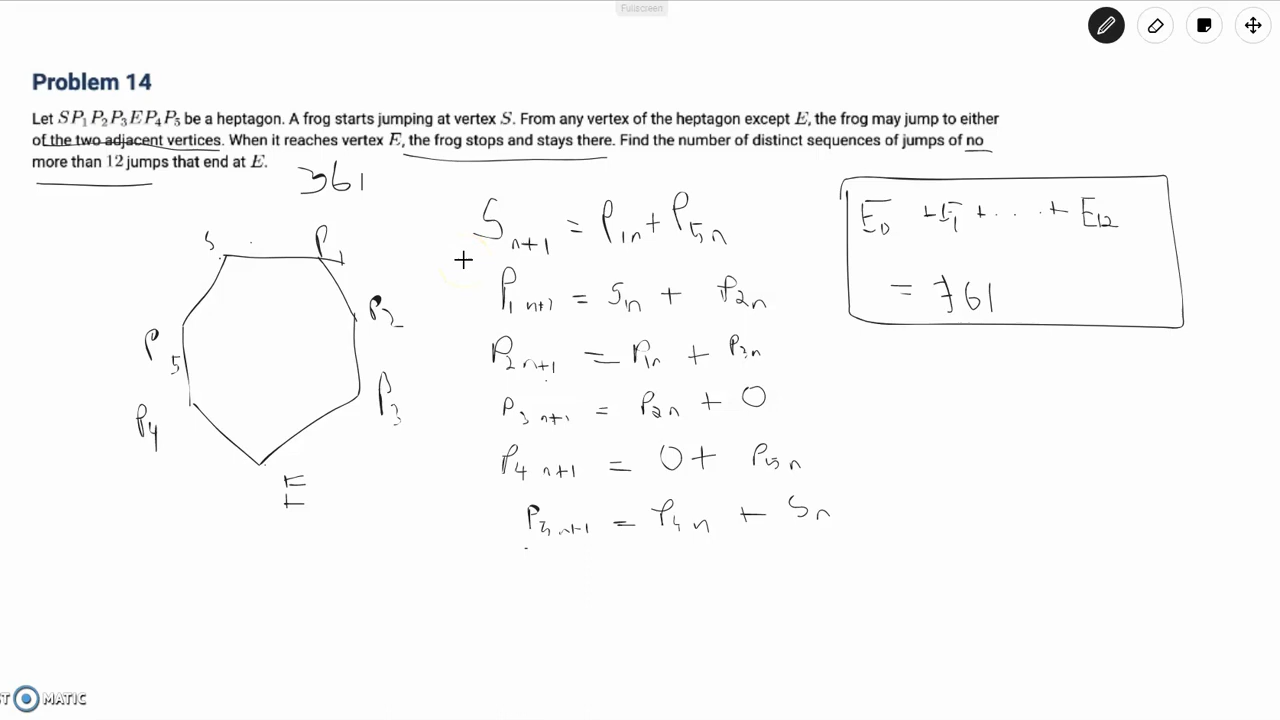 Fullscreen
Problem 14
Let SP₁P₂P₃EP₄P₅ be a heptagon. A frog starts jumping at vertex S. From any vertex of the heptagon except E, the frog may jump to either
of the two adjacent vertices. When it reaches vertex E, the frog stops and stays there. Find the number of distinct sequences of jumps of no
more than 12 jumps that end at E.
361
S P₁
P₂
P₅
P₃
P₄
E
S n+1 = P₁n + P₅n
P₁ n+1 = Sn + P₂n
P₂ n+1 = P₁n + P₃n
P₃ n+1 = P₂n + 0
P₄ n+1 = 0 + P₅n
P₅ n+1 = P₄n + Sn
E₀ + E₁ + . . . . + E₁₂
= 761
MATIC